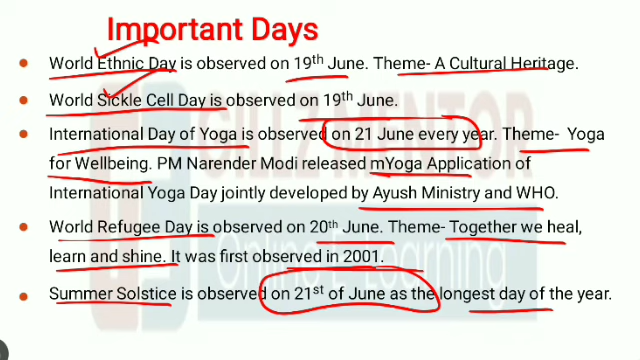 Important Days
• World Ethnic Day is observed on 19th June. Theme- A Cultural Heritage.
• World Sickle Cell Day is observed on 19th June.
• International Day of Yoga is observed on 21 June every year. Theme- Yoga
for Wellbeing. PM Narender Modi released mYoga Application of
International Yoga Day jointly developed by Ayush Ministry and WHO.
• World Refugee Day is observed on 20th June. Theme- Together we heal,
learn and shine. It was first observed in 2001.
• Summer Solstice is observed on 21st of June as the longest day of the year.
GILLZ MENTOR
Online Learning